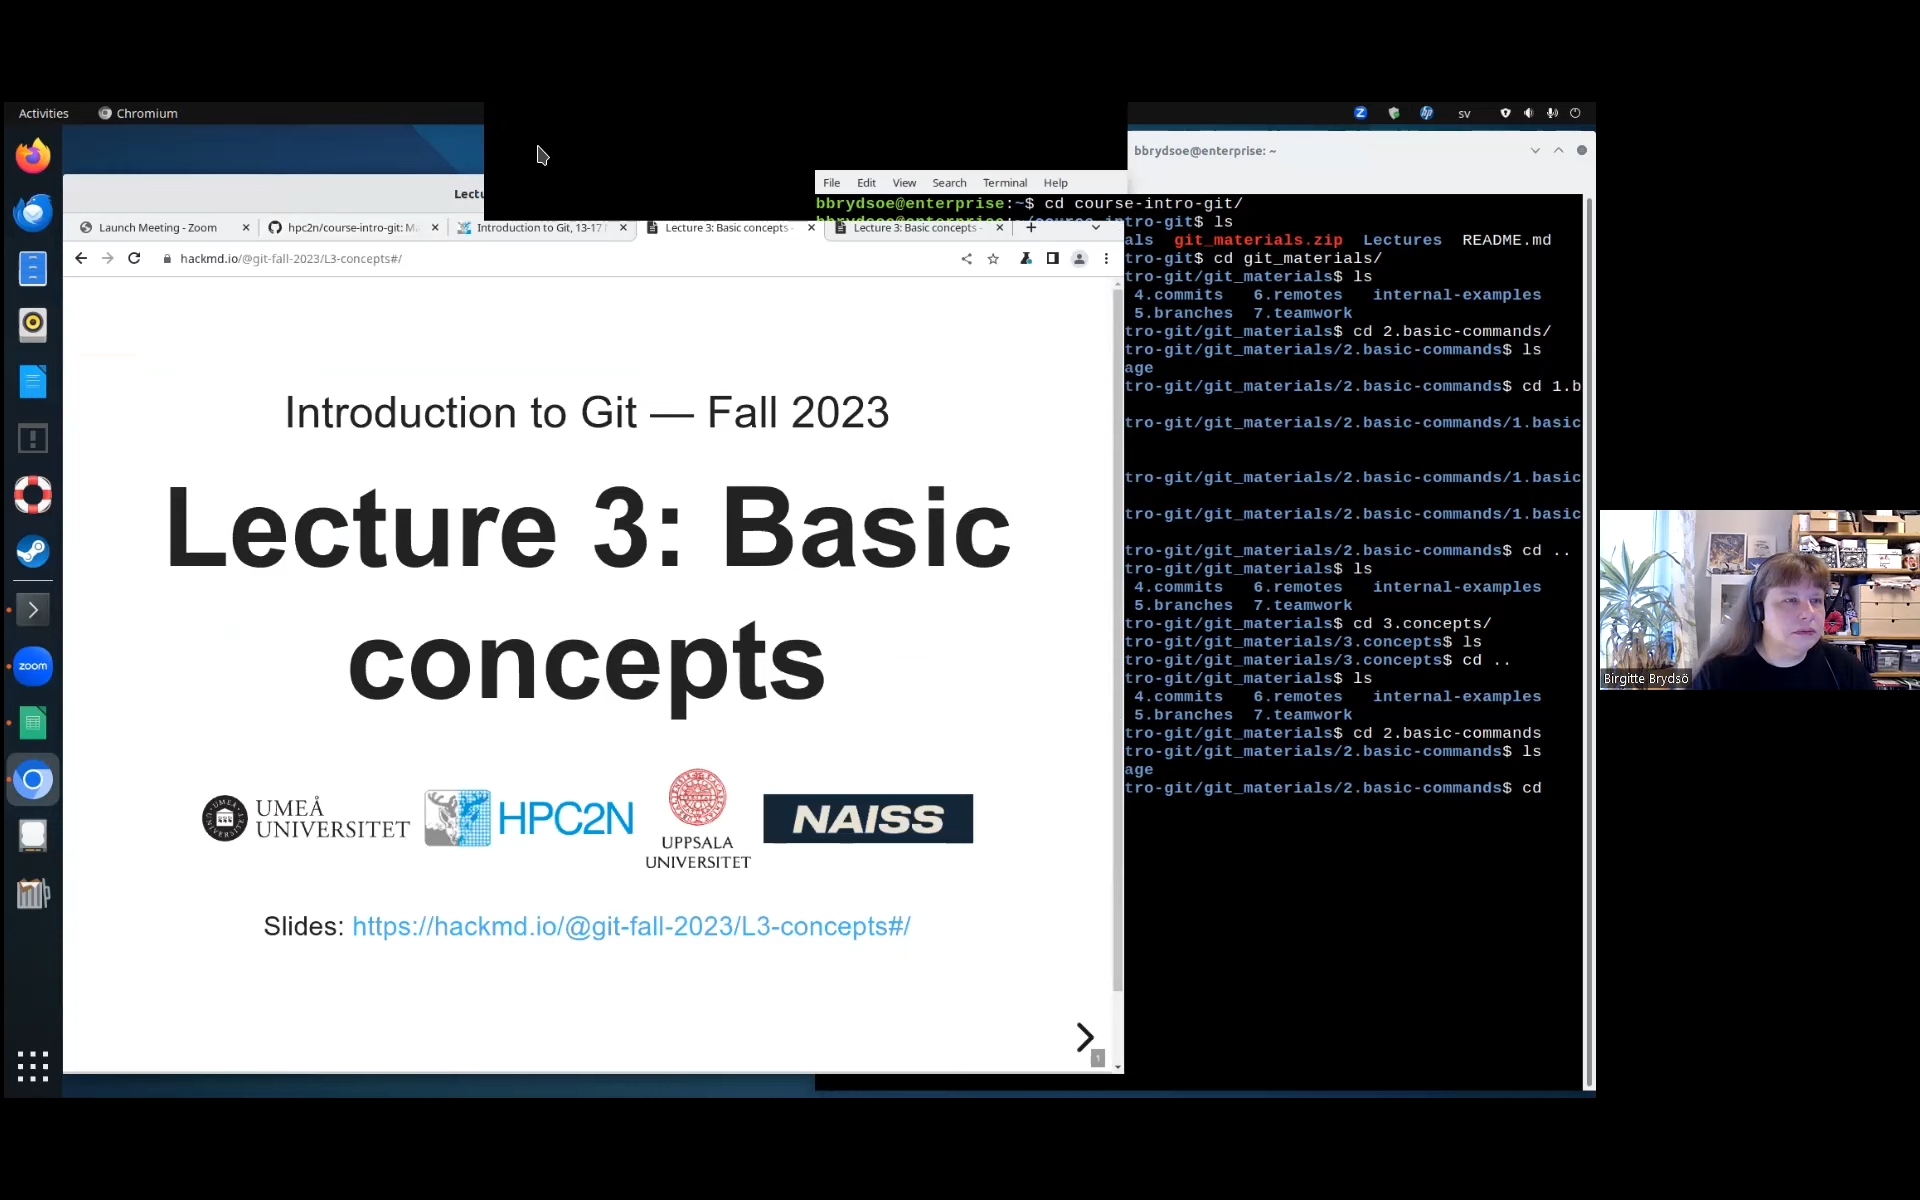 Activities
Chromium
sv
bbrydsoe@enterprise: ~
Launch Meeting - Zoom
hpc2n/course-intro-git: Ma
Introduction to Git, 13-17
Lecture 3: Basic concepts -
Lecture 3: Basic concepts -
hackmd.io/@git-fall-2023/L3-concepts#/
Introduction to Git — Fall 2023
Lecture 3: Basic
concepts
UMEÅ
UNIVERSITET
HPC2N
UPPSALA
UNIVERSITET
NAISS
Slides: https://hackmd.io/@git-fall-2023/L3-concepts#/
1
zoom
File Edit View Search Terminal Help
bbrydsoe@enterprise:~$ cd course-intro-git/
bbrydsoe@enterprise:~/course-intro-git$ ls
als git_materials.zip Lectures README.md
tro-git$ cd git_materials/
tro-git/git_materials$ ls
4.commits 6.remotes internal-examples
5.branches 7.teamwork
tro-git/git_materials$ cd 2.basic-commands/
tro-git/git_materials/2.basic-commands$ ls
age
tro-git/git_materials/2.basic-commands$ cd 1.b
tro-git/git_materials/2.basic-commands/1.basic
tro-git/git_materials/2.basic-commands/1.basic
tro-git/git_materials/2.basic-commands/1.basic
tro-git/git_materials/2.basic-commands$ cd ..
tro-git/git_materials$ ls
4.commits 6.remotes internal-examples
5.branches 7.teamwork
tro-git/git_materials$ cd 3.concepts/
tro-git/git_materials/3.concepts$ ls
tro-git/git_materials/3.concepts$ cd ..
tro-git/git_materials$ ls
4.commits 6.remotes internal-examples
5.branches 7.teamwork
tro-git/git_materials$ cd 2.basic-commands
tro-git/git_materials/2.basic-commands$ ls
age
tro-git/git_materials/2.basic-commands$ cd
Birgitte Brydsö